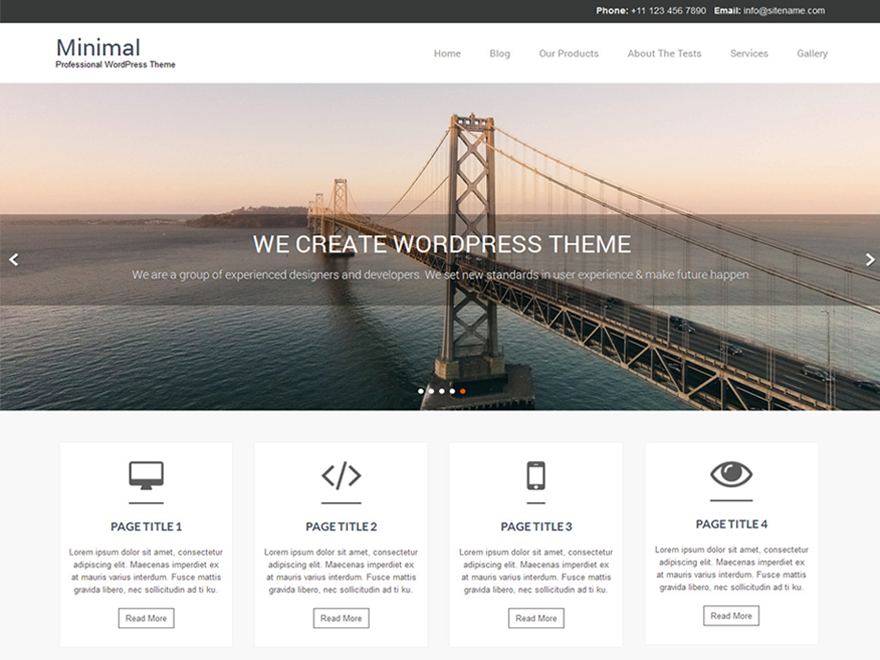 Phone: +11 123 456 7890 Email: info@sitename.com
Minimal
Professional WordPress Theme
Home Blog Our Products About The Tests Services Gallery
WE CREATE WORDPRESS THEME
We are a group of experienced designers and developers. We set new standards in user experience & make future happen.
PAGE TITLE 1
Lorem ipsum dolor sit amet, consectetur
adipiscing elit. Maecenas imperdiet ex
at mauris varius interdum. Fusce mattis
gravida libero, nec sollicitudin ad ti ku.
Read More
PAGE TITLE 2
Lorem ipsum dolor sit amet, consectetur
adipiscing elit. Maecenas imperdiet ex
at mauris varius interdum. Fusce mattis
gravida libero, nec sollicitudin ad ti ku.
Read More
PAGE TITLE 3
Lorem ipsum dolor sit amet, consectetur
adipiscing elit. Maecenas imperdiet ex
at mauris varius interdum. Fusce mattis
gravida libero, nec sollicitudin ad ti ku.
Read More
PAGE TITLE 4
Lorem ipsum dolor sit amet, consectetur
adipiscing elit. Maecenas imperdiet ex
at mauris varius interdum. Fusce mattis
gravida libero, nec sollicitudin ad ti ku.
Read More